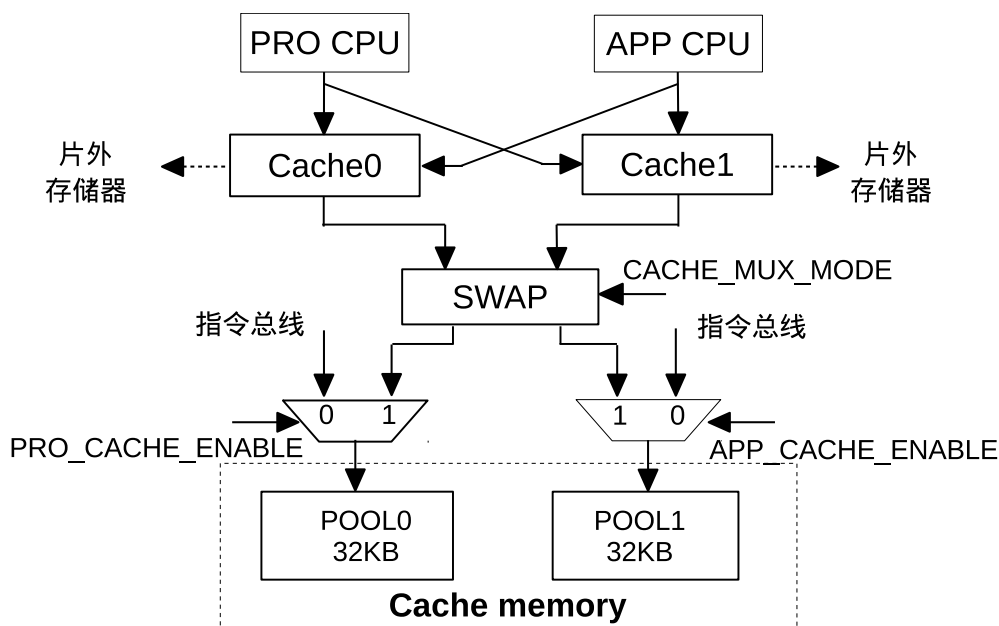 PRO CPU
APP CPU
片外
存储器
Cache0
Cache1
片外
存储器
CACHE_MUX_MODE
SWAP
指令总线
指令总线
0 1
1 0
PRO_CACHE_ENABLE
APP_CACHE_ENABLE
POOL0
32KB
POOL1
32KB
Cache memory